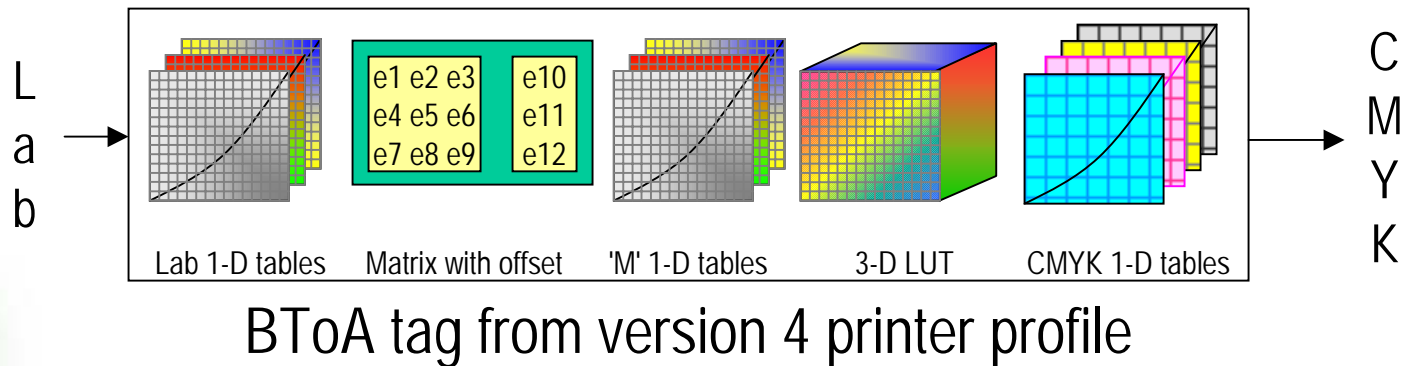 L
a
b
e1 e2 e3
e4 e5 e6
e7 e8 e9
e10
e11
e12
C
M
Y
K
Lab 1-D tables
Matrix with offset
'M' 1-D tables
3-D LUT
CMYK 1-D tables
BToA tag from version 4 printer profile